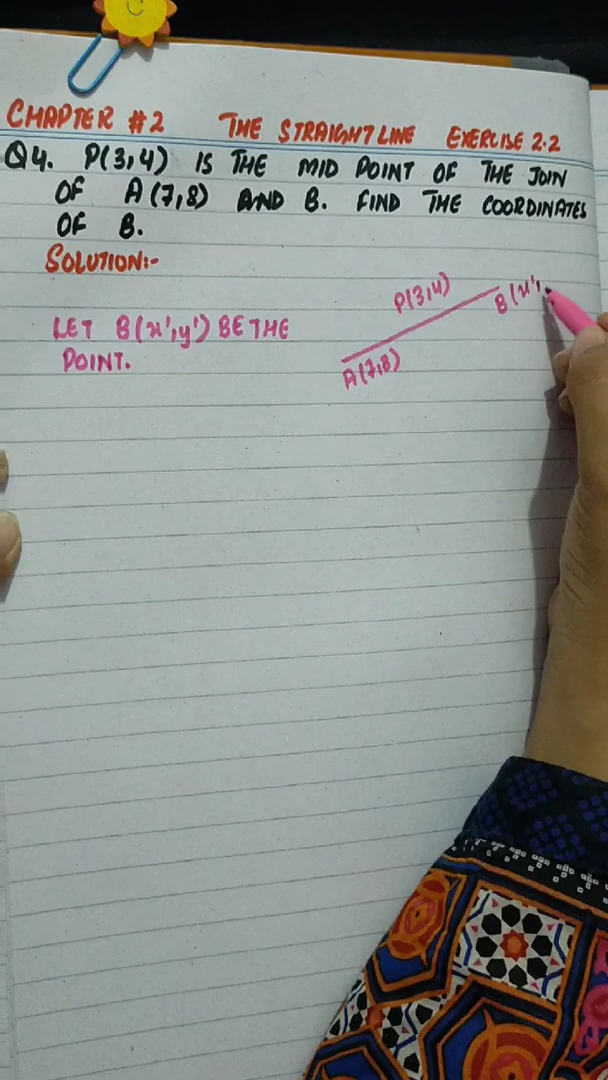 CHAPTER #2 THE STRAIGHT LINE EXERCISE 2.2
Q4. P(3,4) IS THE MID POINT OF THE JOIN
OF A(7,8) AND B. FIND THE COORDINATES
OF B.
SOLUTION:-
P(3,4)
B(x',
LET B(x',y') BE THE
POINT.
A(7,8)